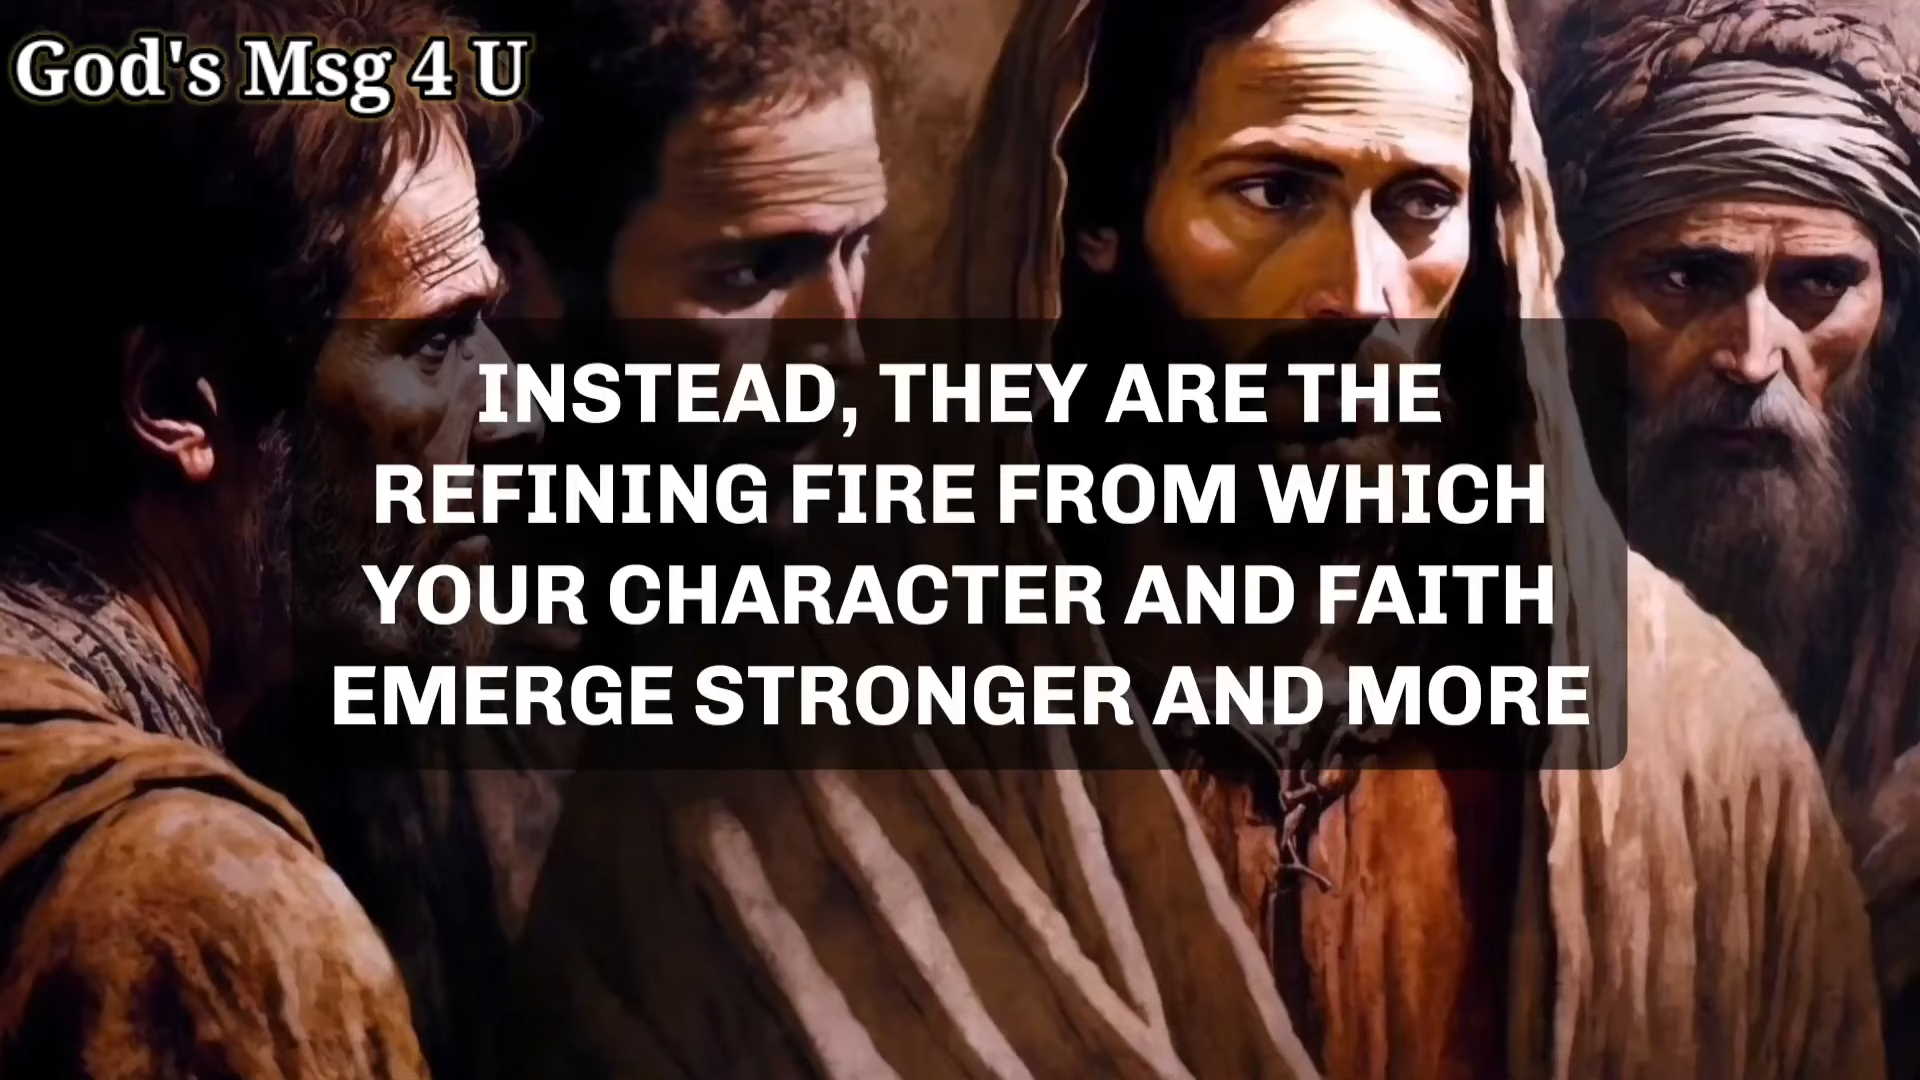 God's Msg 4 U
INSTEAD, THEY ARE THE
REFINING FIRE FROM WHICH
YOUR CHARACTER AND FAITH
EMERGE STRONGER AND MORE